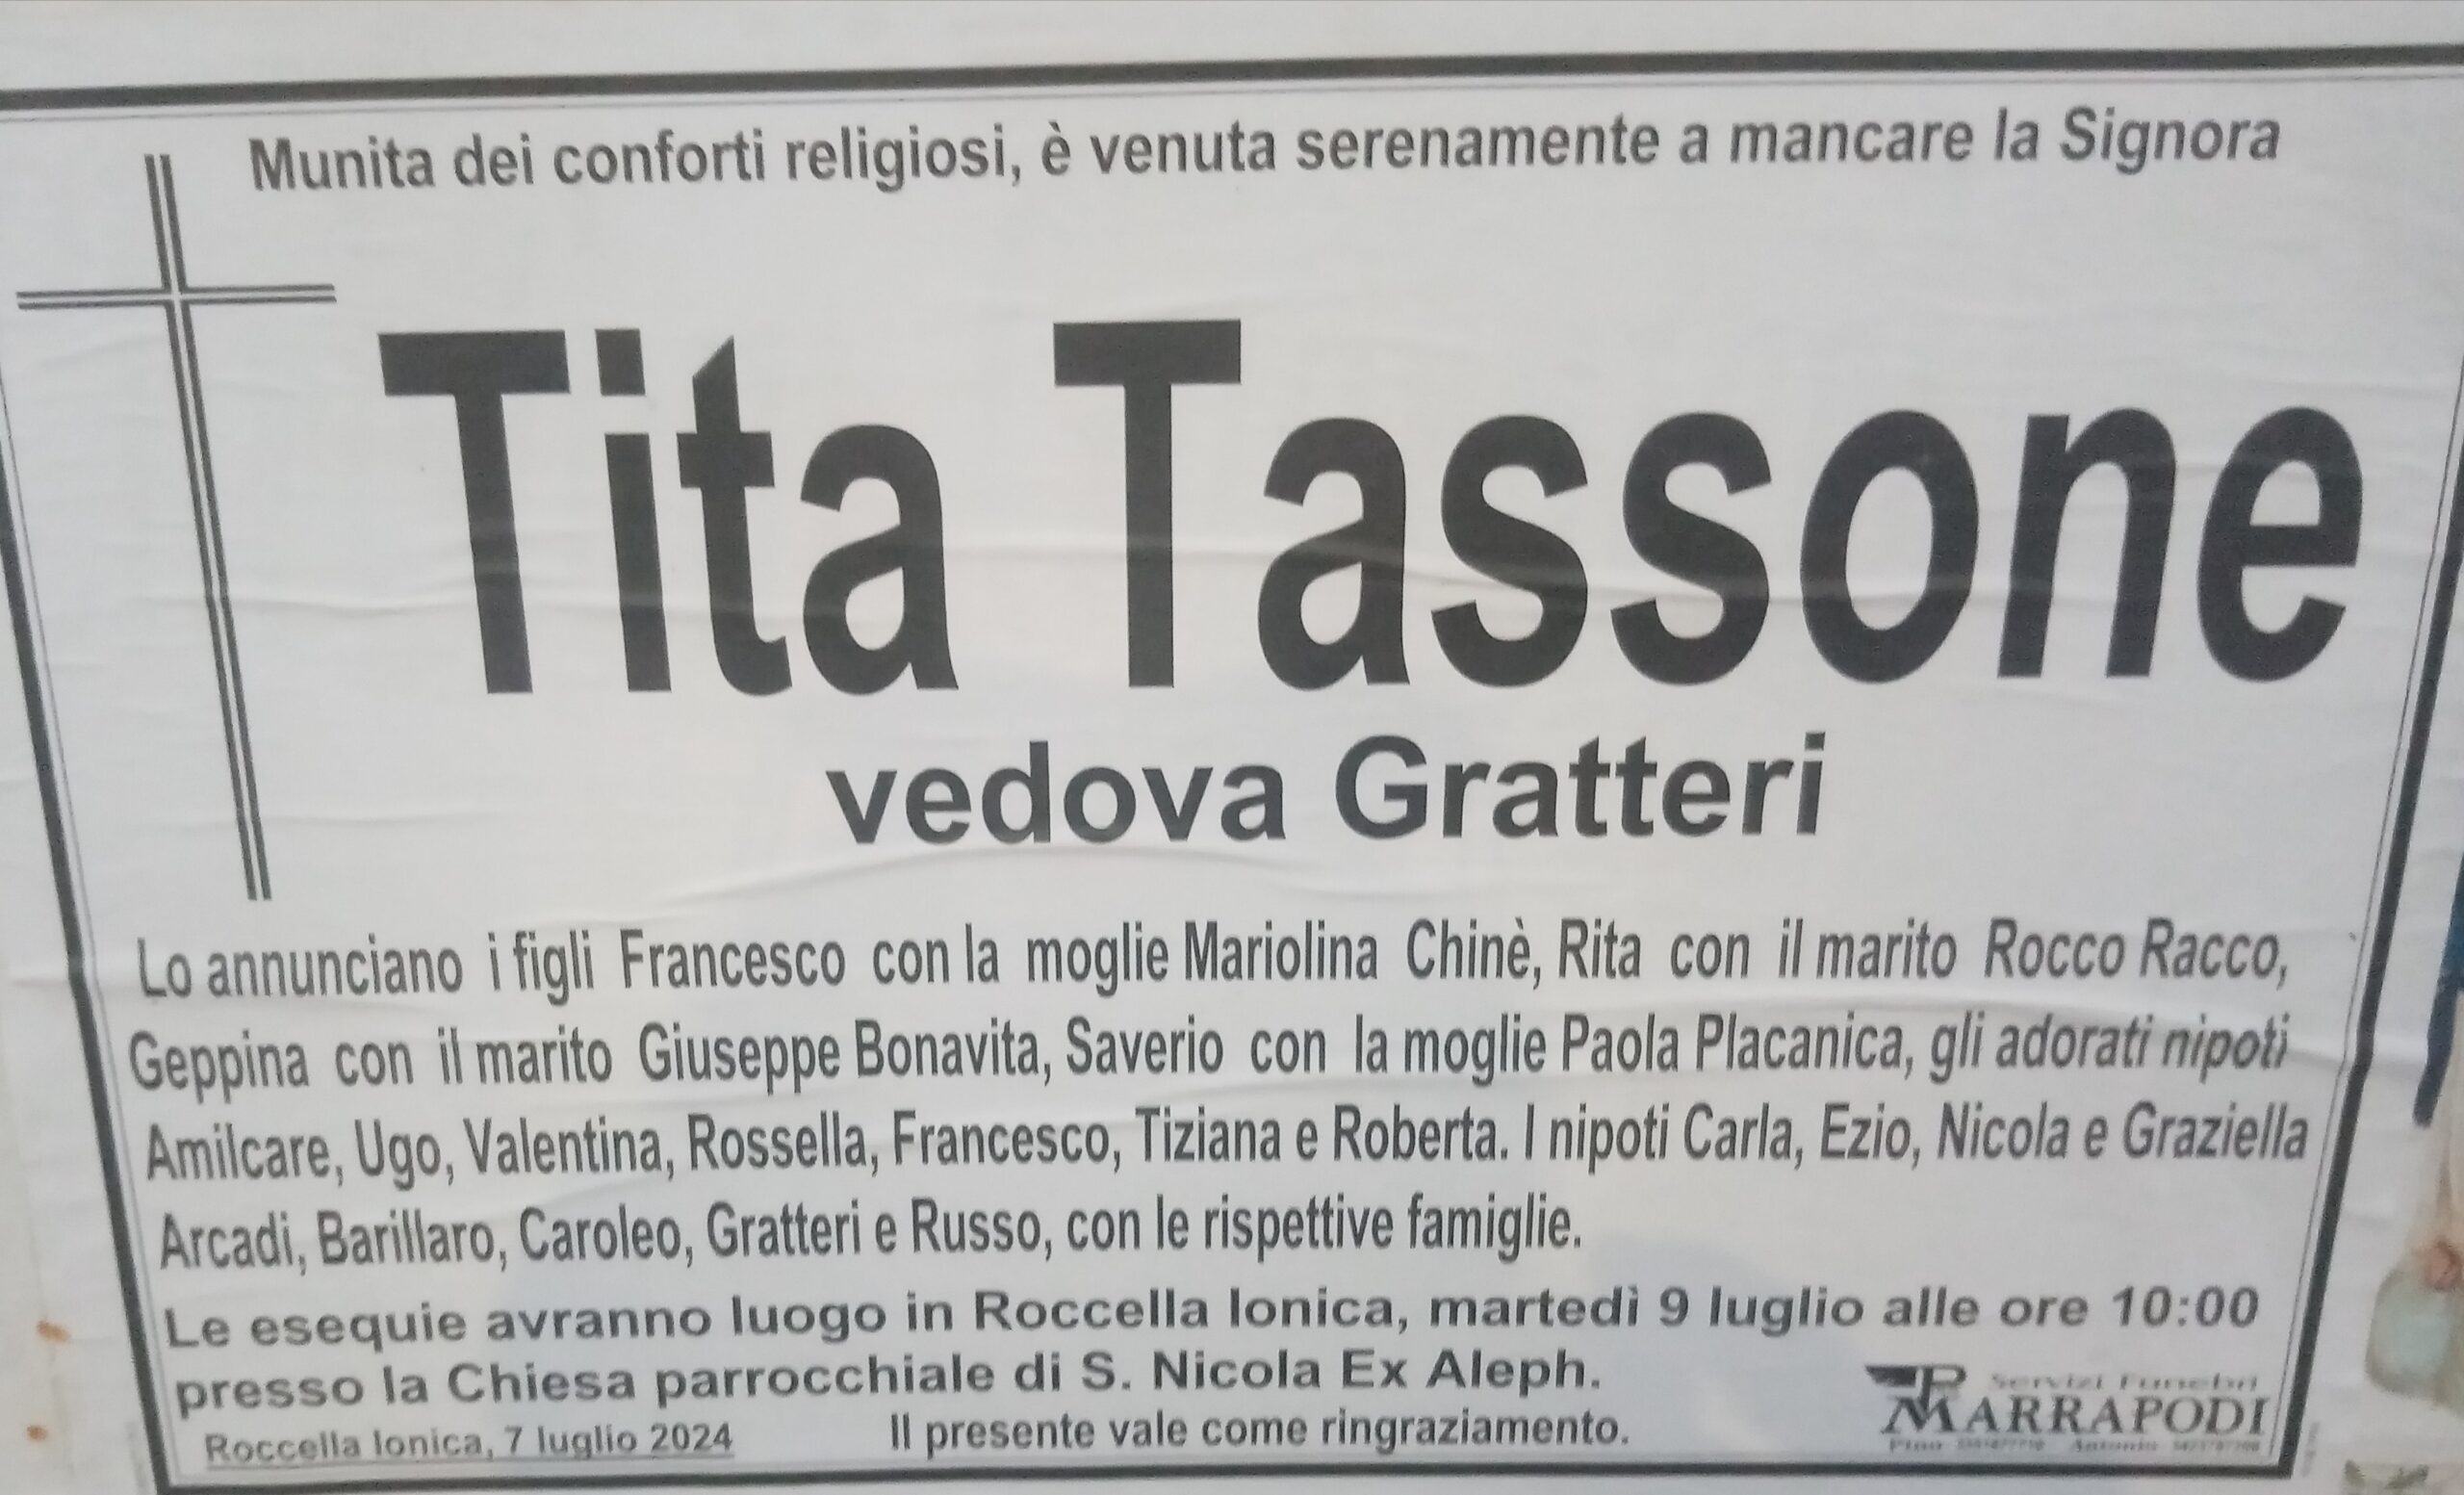 Munita dei conforti religiosi, è venuta serenamente a mancare la Signora
Tita Tassone
vedova Gratteri
Lo annunciano i figli Francesco con la moglie Mariolina Chinè, Rita con il marito Rocco Racco,
Geppina con il marito Giuseppe Bonavita, Saverio con la moglie Paola Placanica, gli adorati nipoti
Amilcare, Ugo, Valentina, Rossella, Francesco, Tiziana e Roberta. I nipoti Carla, Ezio, Nicola e Graziella
Arcadi, Barillaro, Caroleo, Gratteri e Russo, con le rispettive famiglie.
Le esequie avranno luogo in Roccella Ionica, martedì 9 luglio alle ore 10:00
presso la Chiesa parrocchiale di S. Nicola Ex Aleph.
Roccella Ionica, 7 luglio 2024
Il presente vale come ringraziamento.
Servizi Funebri
MARRAPODI
Pino Antonio